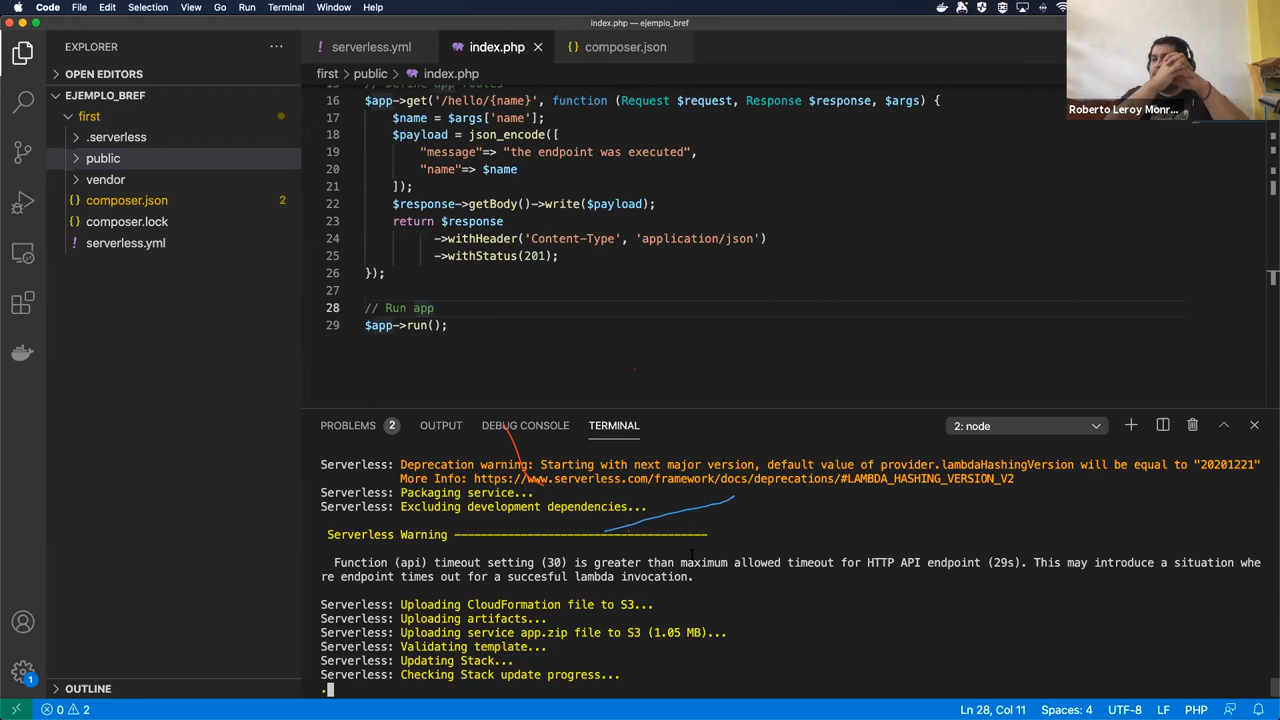 Code File Edit Selection View Go Run Terminal Window Help
index.php — ejemplo_bref
EXPLORER
serverless.yml
index.php
composer.json
OPEN EDITORS
first public index.php
EJEMPLO_BREF
first
.serverless
public
vendor
composer.json 2
composer.lock
serverless.yml
OUTLINE
// Define app routes
16 $app->get('/hello/{name}', function (Request $request, Response $response, $args) {
17 $name = $args['name'];
18 $payload = json_encode([
19 "message"=> "the endpoint was executed",
20 "name"=> $name
21 ]);
22 $response->getBody()->write($payload);
23 return $response
24 ->withHeader('Content-Type', 'application/json')
25 ->withStatus(201);
26 });
27
28 // Run app
29 $app->run();
Roberto Leroy Monr...
PROBLEMS 2 OUTPUT DEBUG CONSOLE TERMINAL 2: node
Serverless: Deprecation warning: Starting with next major version, default value of provider.lambdaHashingVersion will be equal to "20201221"
More Info: https://www.serverless.com/framework/docs/deprecations/#LAMBDA_HASHING_VERSION_V2
Serverless: Packaging service...
Serverless: Excluding development dependencies...
Serverless Warning ----------------------------------------
Function (api) timeout setting (30) is greater than maximum allowed timeout for HTTP API endpoint (29s). This may introduce a situation whe
re endpoint times out for a succesful lambda invocation.
Serverless: Uploading CloudFormation file to S3...
Serverless: Uploading artifacts...
Serverless: Uploading service app.zip file to S3 (1.05 MB)...
Serverless: Validating template...
Serverless: Updating Stack...
Serverless: Checking Stack update progress...
.
1
0 2 Ln 28, Col 11 Spaces: 4 UTF-8 LF PHP